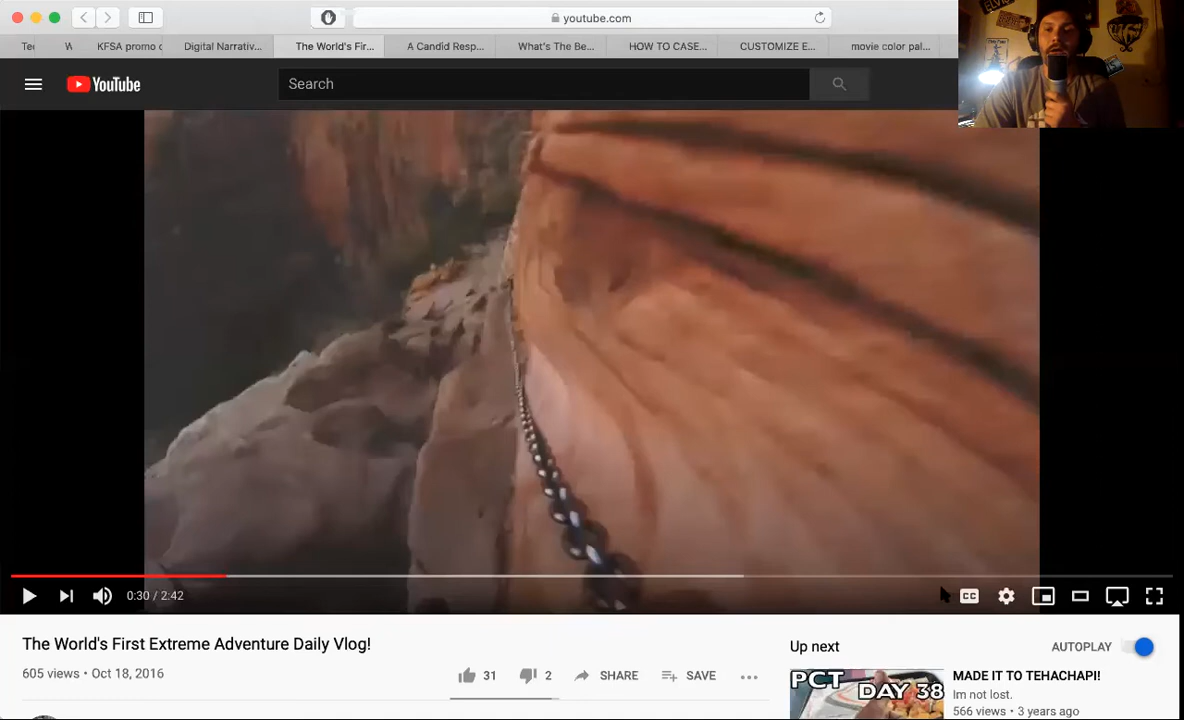 youtube.com
Te W KFSA promo c Digital Narrativ... The World's Fir... A Candid Resp... What's The Be... HOW TO CASE... CUSTOMIZE E... movie color pal...
YouTube
Search
0:30 / 2:42
CC
The World's First Extreme Adventure Daily Vlog!
605 views • Oct 18, 2016
31 2 SHARE SAVE
Up next
AUTOPLAY
PCT DAY 38
MADE IT TO TEHACHAPI!
Im not lost.
566 views • 3 years ago